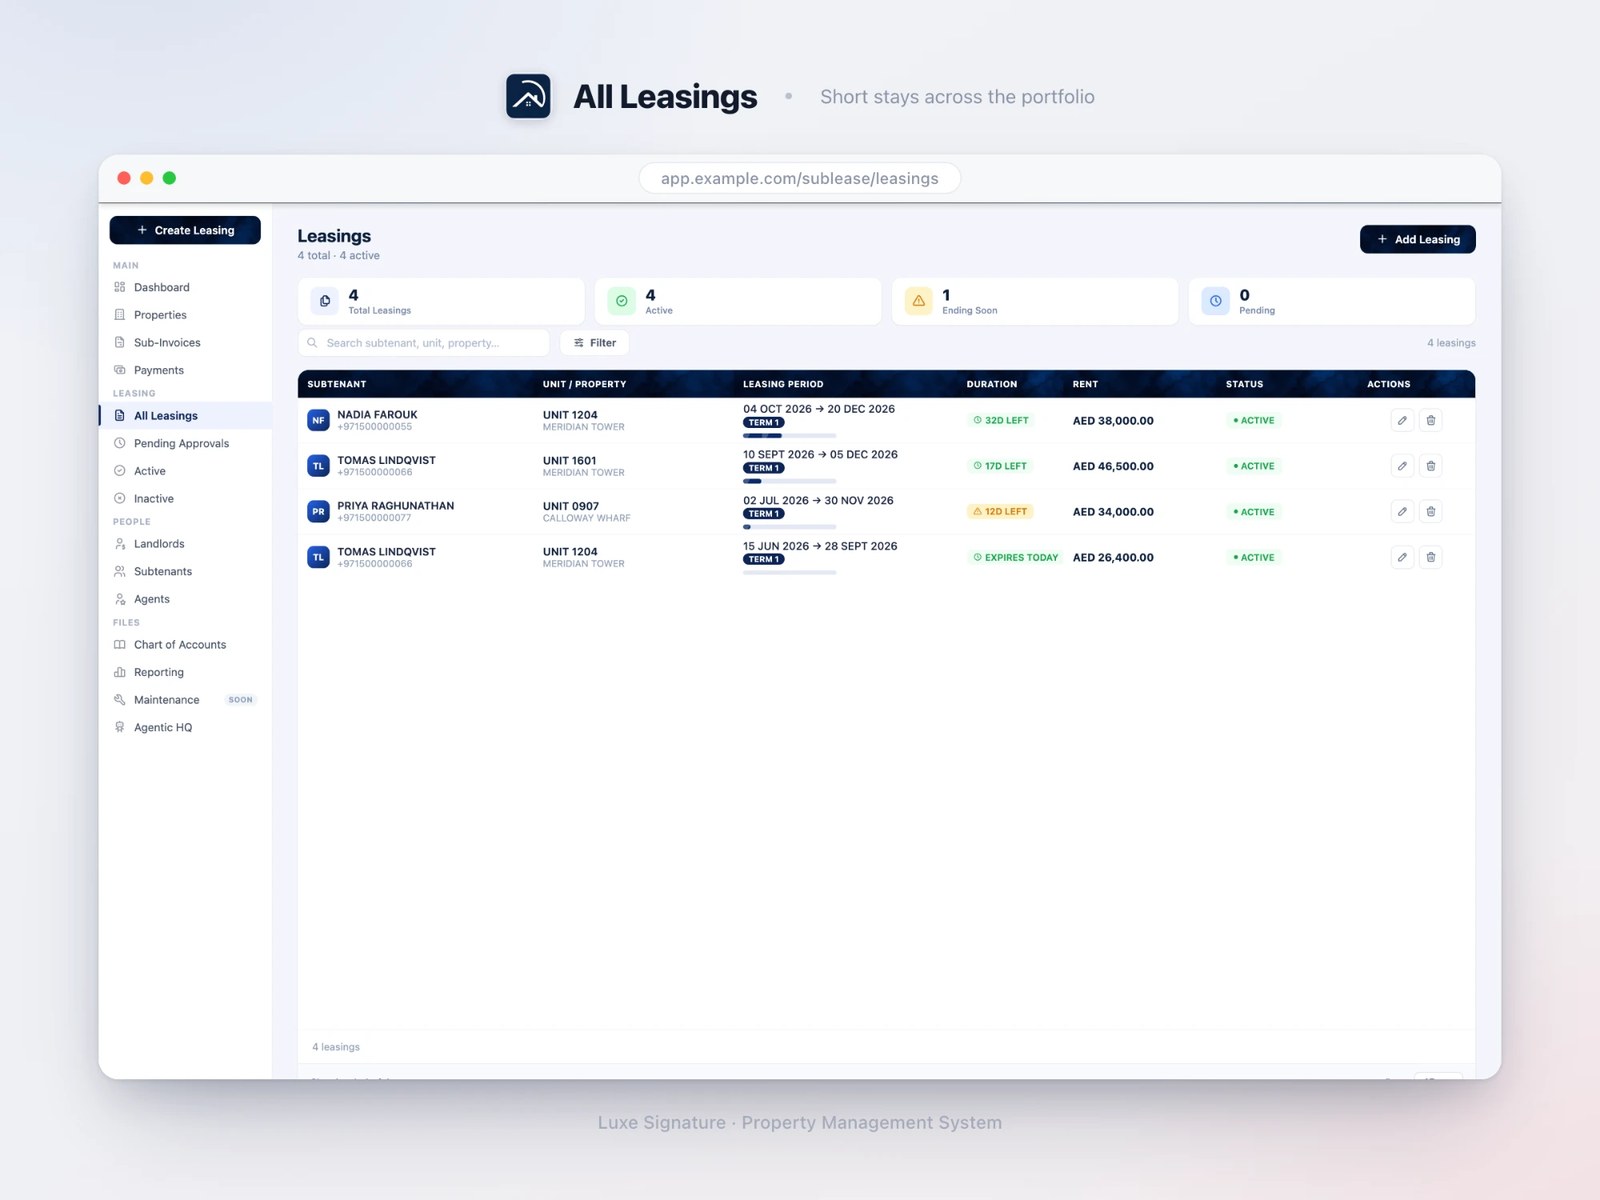 All Leasings • Short stays across the portfolio
app.example.com/sublease/leasings
+ Create Leasing
MAIN
Dashboard
Properties
Sub-Invoices
Payments
LEASING
All Leasings
Pending Approvals
Active
Inactive
PEOPLE
Landlords
Subtenants
Agents
FILES
Chart of Accounts
Reporting
Maintenance SOON
Agentic HQ
Leasings
4 total · 4 active
+ Add Leasing
4
Total Leasings
4
Active
1
Ending Soon
0
Pending
Search subtenant, unit, property...
Filter
4 leasings
SUBTENANT UNIT / PROPERTY LEASING PERIOD DURATION RENT STATUS ACTIONS
NF NADIA FAROUK
+971500000055
UNIT 1204
MERIDIAN TOWER
04 OCT 2026 → 20 DEC 2026
TERM 1
32D LEFT
AED 38,000.00
• ACTIVE
TL TOMAS LINDQVIST
+971500000066
UNIT 1601
MERIDIAN TOWER
10 SEPT 2026 → 05 DEC 2026
TERM 1
17D LEFT
AED 46,500.00
• ACTIVE
PR PRIYA RAGHUNATHAN
+971500000077
UNIT 0907
CALLOWAY WHARF
02 JUL 2026 → 30 NOV 2026
TERM 1
12D LEFT
AED 34,000.00
• ACTIVE
TL TOMAS LINDQVIST
+971500000066
UNIT 1204
MERIDIAN TOWER
15 JUN 2026 → 28 SEPT 2026
TERM 1
EXPIRES TODAY
AED 26,400.00
• ACTIVE
4 leasings
Luxe Signature · Property Management System